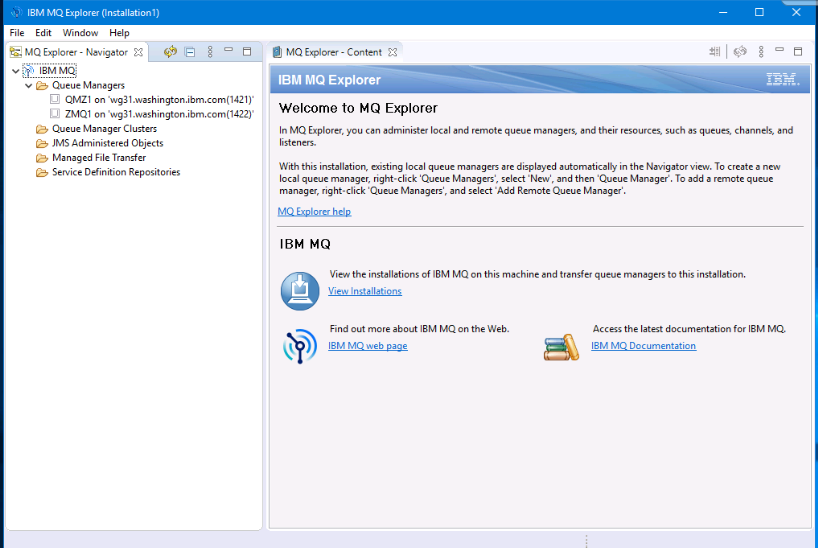 IBM MQ Explorer (Installation1)
File Edit Window Help
MQ Explorer - Navigator
IBM MQ
Queue Managers
QMZ1 on 'wg31.washington.ibm.com(1421)'
ZMQ1 on 'wg31.washington.ibm.com(1422)'
Queue Manager Clusters
JMS Administered Objects
Managed File Transfer
Service Definition Repositories
MQ Explorer - Content
IBM MQ Explorer
IBM.
Welcome to MQ Explorer
In MQ Explorer, you can administer local and remote queue managers, and their resources, such as queues, channels, and
listeners.
With this installation, existing local queue managers are displayed automatically in the Navigator view. To create a new
local queue manager, right-click 'Queue Managers', select 'New', and then 'Queue Manager'. To add a remote queue
manager, right-click 'Queue Managers', and select 'Add Remote Queue Manager'.
MQ Explorer help
IBM MQ
View the installations of IBM MQ on this machine and transfer queue managers to this installation.
View Installations
Find out more about IBM MQ on the Web.
IBM MQ web page
Access the latest documentation for IBM MQ.
IBM MQ Documentation